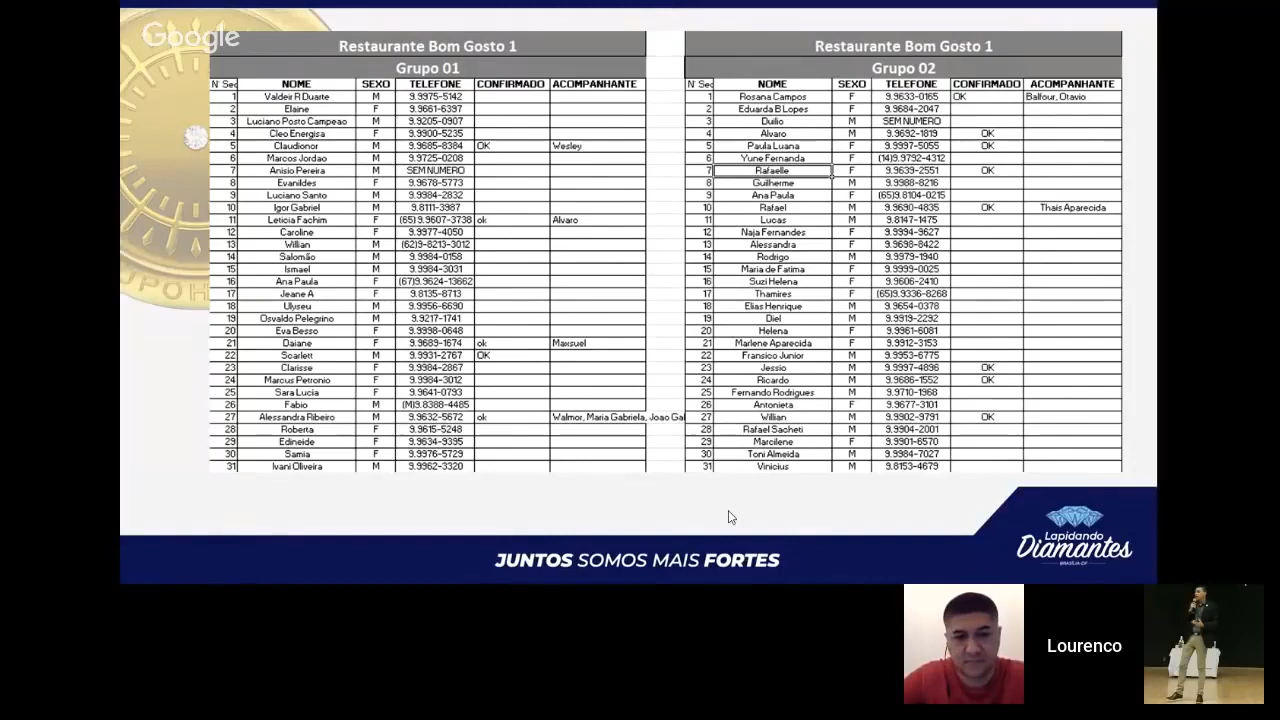 Google
Restaurante Bom Gosto 1
Grupo 01
N Sec NOME SEXO TELEFONE CONFIRMADO ACOMPANHANTE
1 Valdeir R Duarte M 9.9975-5142
2 Elaine F 9.9661-6397
3 Luciano Posto Campeao M 9.9205-0907
4 Cleo Energisa F 9.9900-5235
5 Claudionor M 9.9685-8384 OK Wesley
6 Marcos Jordao M 9.9725-0208
7 Anisio Pereira M SEM NUMERO
8 Evanildes F 9.9678-5773
9 Luciano Santo M 9.9984-2832
10 Igor Gabriel M 9.8111-3987
11 Leticia Fachim F (65) 9.9607-3738 ok Alvaro
12 Caroline F 9.9977-4050
13 Willian M (62)9-8213-3012
14 Salomão M 9.9984-0158
15 Ismael M 9.9984-3031
16 Ana Paula F (67)9.9624-13662
17 Jeane A F 9.8135-8713
18 Ulyseu M 9.9956-6690
19 Osvaldo Pelegrino M 9.9217-1741
20 Eva Besso F 9.9998-0648
21 Daiane F 9.9689-1674 ok Maxsuel
22 Scarlett M 9.9931-2767 OK
23 Clarisse F 9.9984-2867
24 Marcus Petronio F 9.9984-3012
25 Sara Lucia F 9.9641-0793
26 Fabio F (M)9.8388-4485
27 Alessandra Ribeiro M 9.9632-5672 ok Walmor, Maria Gabriela, Joao Gal
28 Roberta F 9.9615-5248
29 Edineide F 9.9634-9395
30 Samia F 9.9976-5729
31 Ivani Oliveira M 9.9962-3320
Restaurante Bom Gosto 1
Grupo 02
N Sec NOME SEXO TELEFONE CONFIRMADO ACOMPANHANTE
1 Rosana Campos F 9.9633-0165 OK Balfour, Otavio
2 Eduarda B Lopes F 9.9684-2047
3 Duilio M SEM NUMERO
4 Alvaro M 9.9692-1819 OK
5 Paula Luana F 9.9997-5055 OK
6 Yune Fernanda F (14)9.9792-4312
7 Rafaelle F 9.9639-2551 OK
8 Guilherme M 9.9988-8216
9 Ana Paula F (65)9.8104-0215
10 Rafael M 9.9690-4835 OK Thais Aparecida
11 Lucas M 9.8147-1475
12 Naja Fernandes F 9.9994-9627
13 Alessandra F 9.9698-8422
14 Rodrigo M 9.9979-1940
15 Maria de Fatima F 9.9999-0025
16 Suzi Helena F 9.9606-2410
17 Thamires F (65)9.9336-8268
18 Elias Henrique M 9.9654-0378
19 Diel M 9.9919-2292
20 Helena F 9.9961-6081
21 Marlene Aparecida F 9.9912-3153
22 Fransico Junior M 9.9953-6775
23 Jessio M 9.9997-4896 OK
24 Ricardo M 9.9686-1552 OK
25 Fernando Rodrigues M 9.9710-1968
26 Antonieta F 9.9677-3101
27 Willian M 9.9902-9791 OK
28 Rafael Sacheti M 9.9904-2001
29 Marcilene F 9.9901-6570
30 Toni Almeida M 9.9984-7027
31 Vinicius M 9.8153-4679
UPOH
JUNTOS SOMOS MAIS FORTES
Lapidando
Diamantes
BRASÍLIA-DF
Lourenco